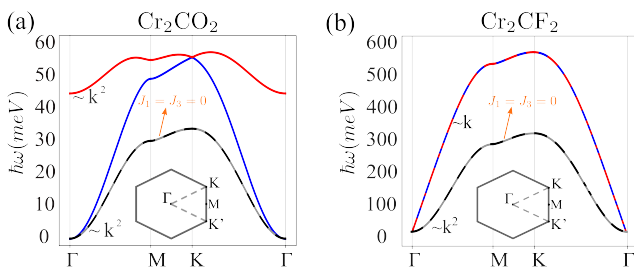 (a) Cr₂CO₂
60
50
40
30
20
10
0
ħω(meV)
~k²
J₁ = J₃ = 0
~k²
Γ
K
M
K'
Γ M K Γ
(b) Cr₂CF₂
600
500
400
300
200
100
0
ħω(meV)
~k
J₁ = J₃ = 0
~k²
Γ
K
M
K'
Γ M K Γ